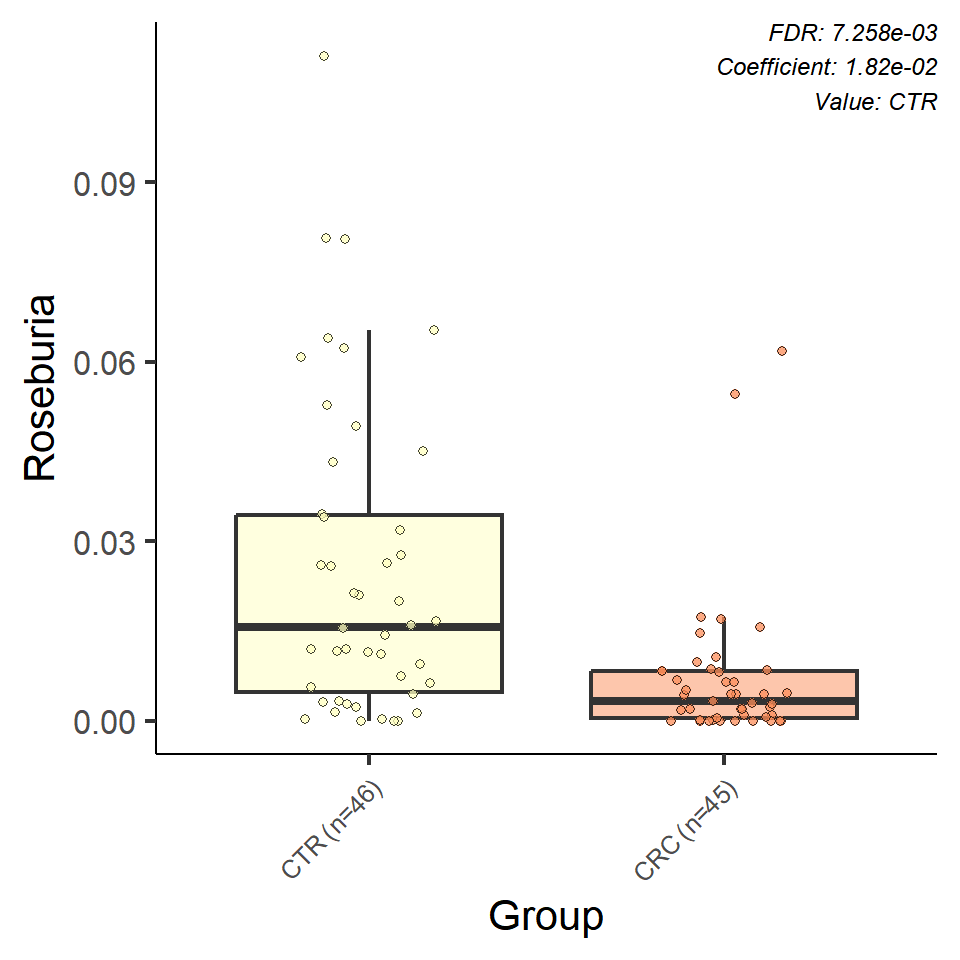 FDR: 7.258e-03
Coefficient: 1.82e-02
Value: CTR
Roseburia
0.09
0.06
0.03
0.00
CTR (n=46)
CRC (n=45)
Group